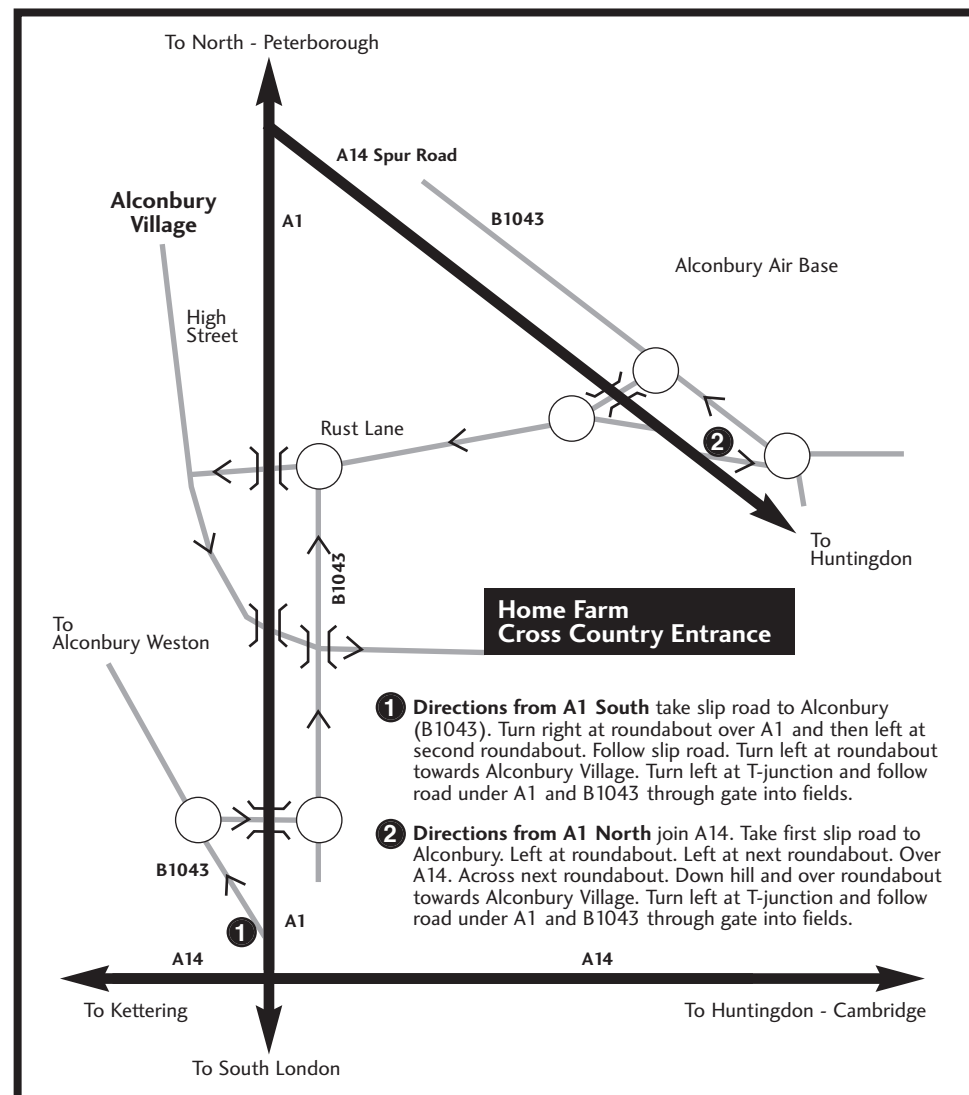 To North - Peterborough
A14 Spur Road
Alconbury
Village
A1
B1043
Alconbury Air Base
High
Street
Rust Lane
2
To
Huntingdon
B1043
Home Farm
Cross Country Entrance
To
Alconbury Weston
1 Directions from A1 South take slip road to Alconbury
(B1043). Turn right at roundabout over A1 and then left at
second roundabout. Follow slip road. Turn left at roundabout
towards Alconbury Village. Turn left at T-junction and follow
road under A1 and B1043 through gate into fields.
2 Directions from A1 North join A14. Take first slip road to
Alconbury. Left at roundabout. Left at next roundabout. Over
A14. Across next roundabout. Down hill and over roundabout
towards Alconbury Village. Turn left at T-junction and follow
road under A1 and B1043 through gate into fields.
B1043
1
A1
A14
A14
To Kettering
To Huntingdon - Cambridge
To South London